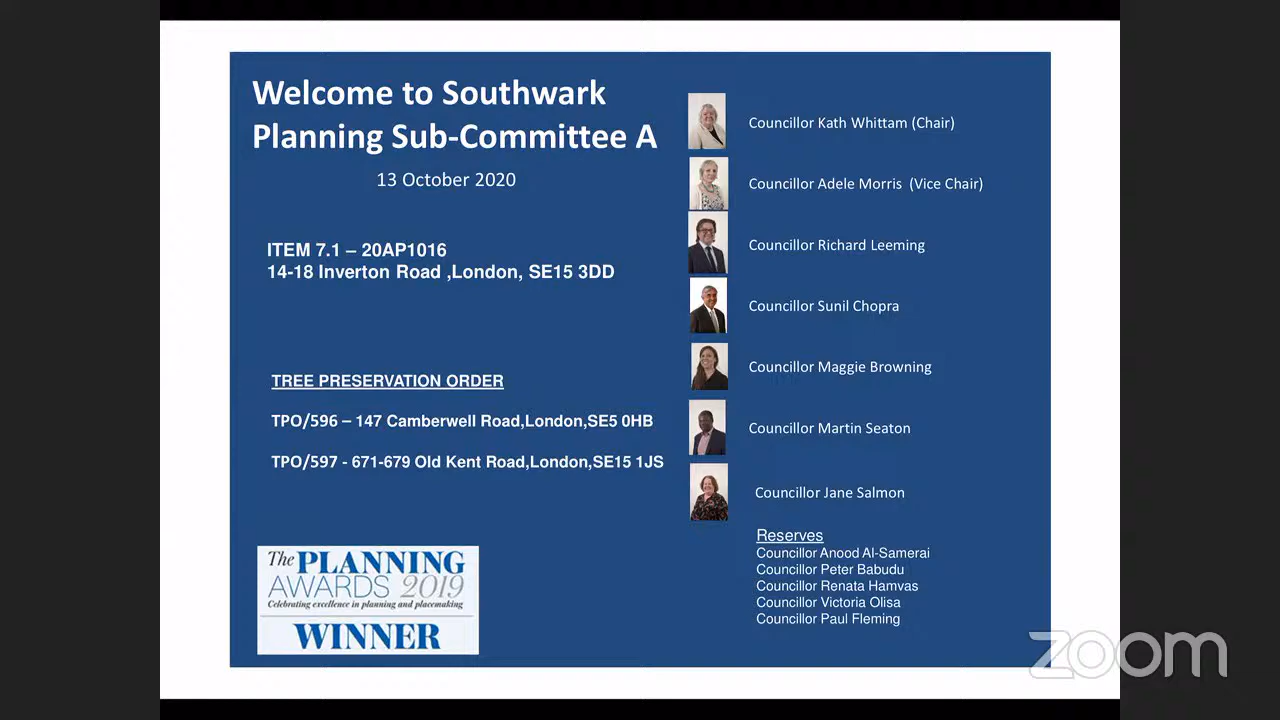 Welcome to Southwark
Planning Sub-Committee A
13 October 2020
ITEM 7.1 – 20AP1016
14-18 Inverton Road ,London, SE15 3DD
TREE PRESERVATION ORDER
TPO/596 – 147 Camberwell Road,London,SE5 0HB
TPO/597 - 671-679 Old Kent Road,London,SE15 1JS
The PLANNING
AWARDS 2019
Celebrating excellence in planning and placemaking
WINNER
Councillor Kath Whittam (Chair)
Councillor Adele Morris (Vice Chair)
Councillor Richard Leeming
Councillor Sunil Chopra
Councillor Maggie Browning
Councillor Martin Seaton
Councillor Jane Salmon
Reserves
Councillor Anood Al-Samerai
Councillor Peter Babudu
Councillor Renata Hamvas
Councillor Victoria Olisa
Councillor Paul Fleming
zoom